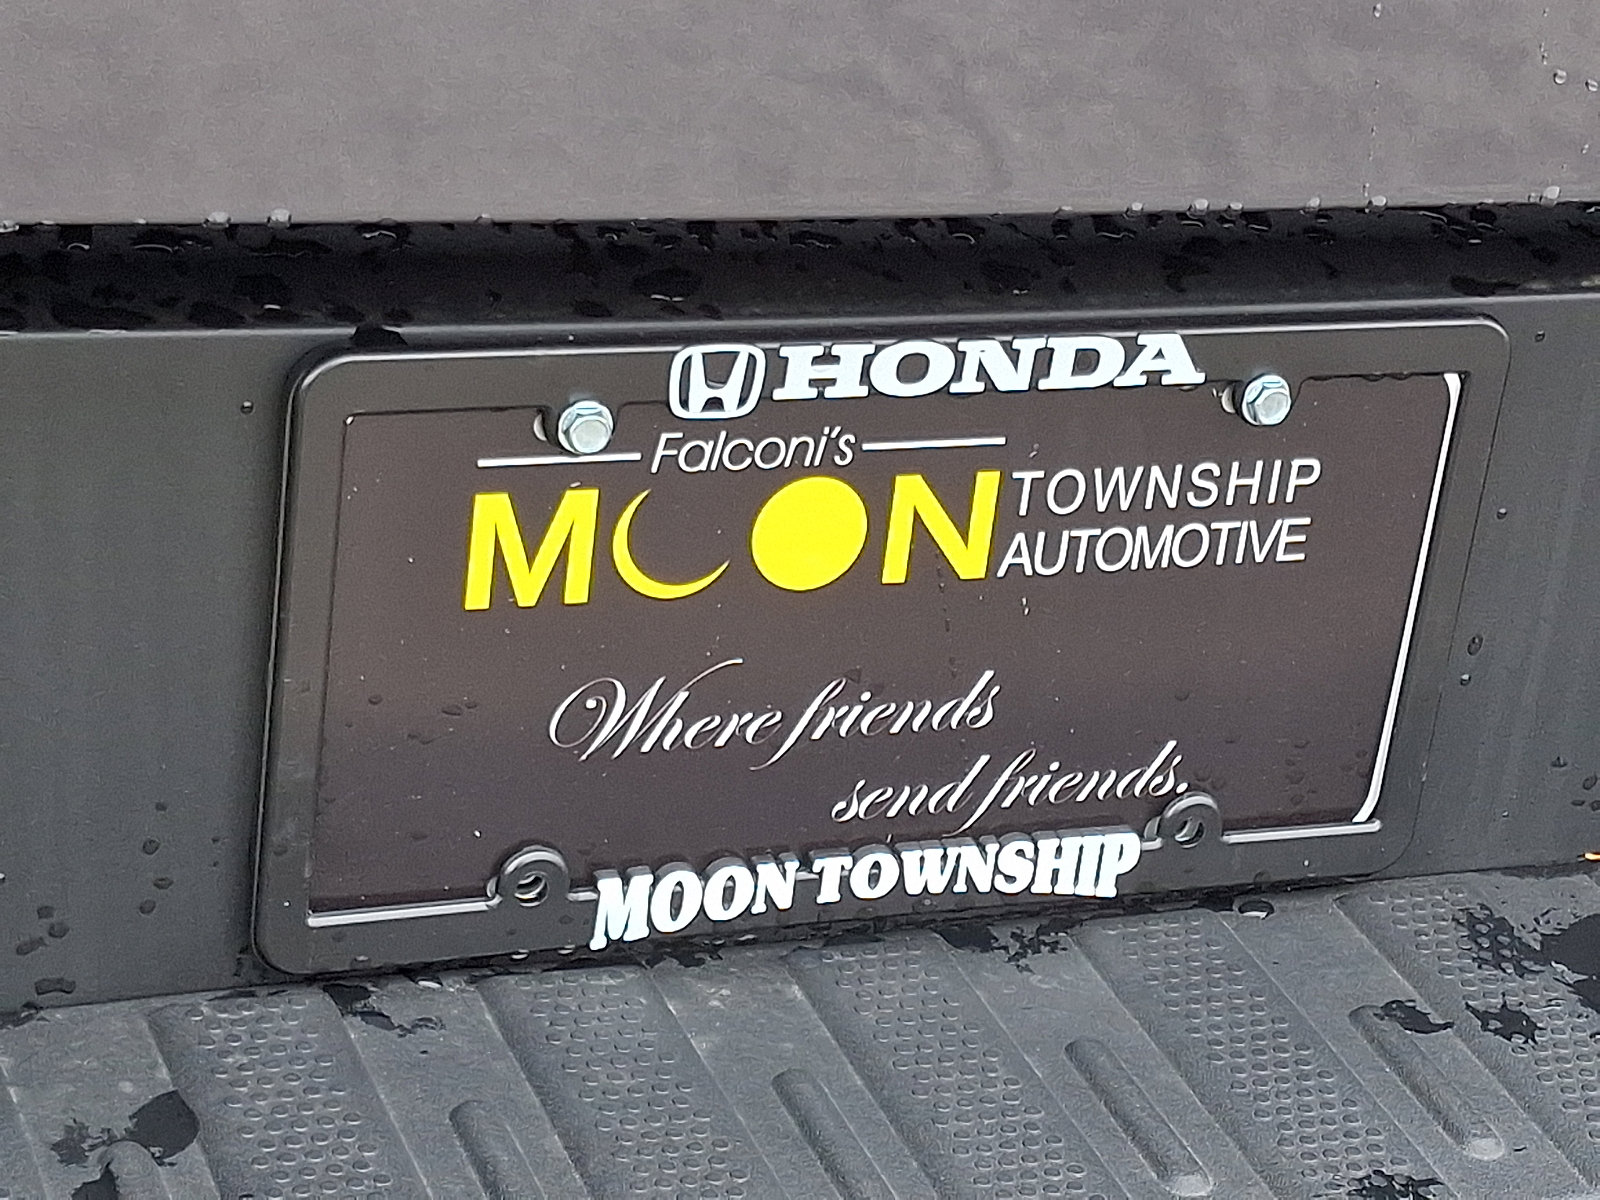 HONDA
Falconi's
MOON TOWNSHIP
AUTOMOTIVE
Where friends
send friends.
MOON TOWNSHIP